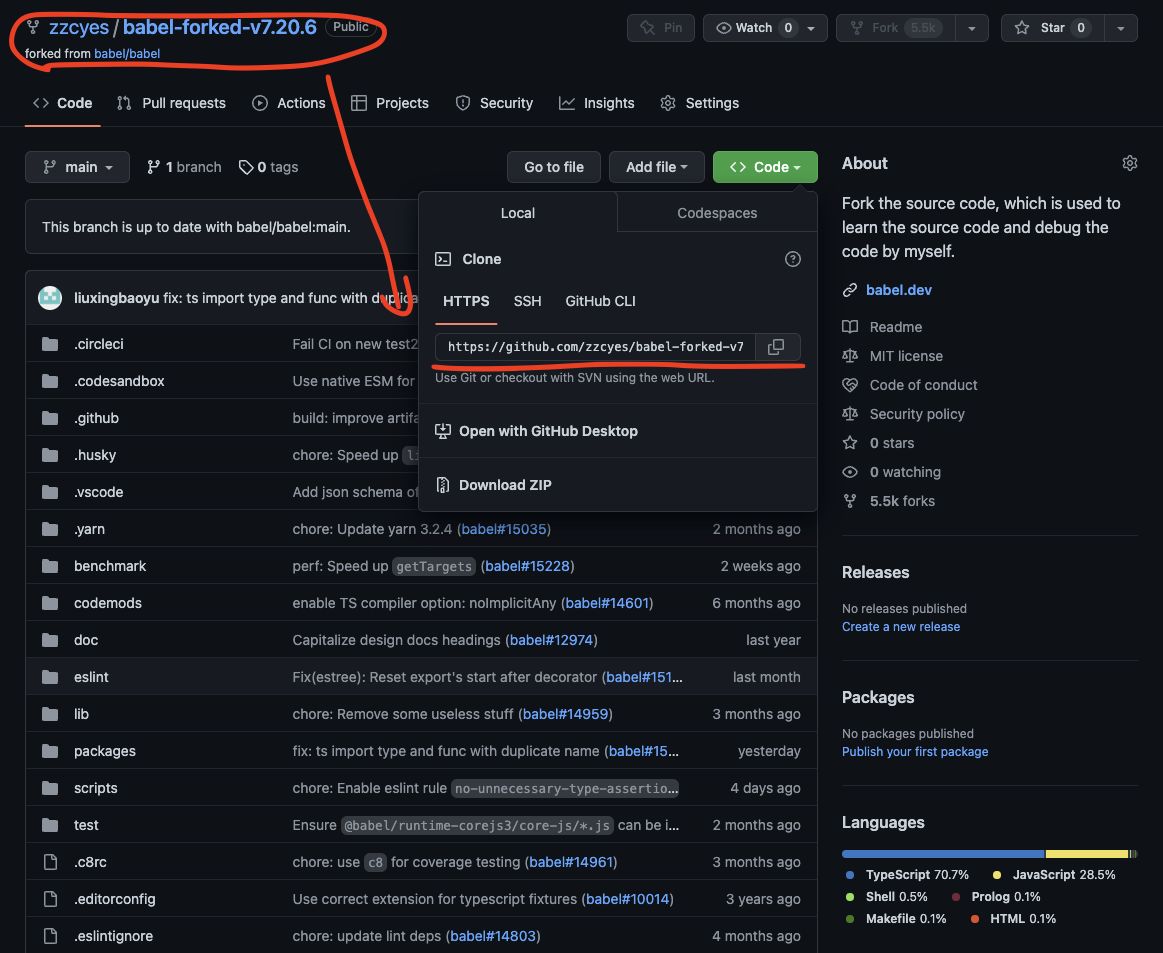 zzcyes / babel-forked-v7.20.6 Public
forked from babel/babel
Pin
Watch 0
Fork 5.5k
Star 0
Code
Pull requests
Actions
Projects
Security
Insights
Settings
main
1 branch
0 tags
Go to file
Add file
Code
This branch is up to date with babel/babel:main.
Local
Codespaces
Clone
HTTPS
SSH
GitHub CLI
https://github.com/zzcyes/babel-forked-v7
Use Git or checkout with SVN using the web URL.
Open with GitHub Desktop
Download ZIP
liuxingbaoyu fix: ts import type and func with duplica
.circleci Fail CI on new test2
.codesandbox Use native ESM for
.github build: improve artifa
.husky chore: Speed up
.vscode Add json schema of
.yarn chore: Update yarn 3.2.4 (babel#15035) 2 months ago
benchmark perf: Speed up getTargets (babel#15228) 2 weeks ago
codemods enable TS compiler option: noImplicitAny (babel#14601) 6 months ago
doc Capitalize design docs headings (babel#12974) last year
eslint Fix(estree): Reset export's start after decorator (babel#151... last month
lib chore: Remove some useless stuff (babel#14959) 3 months ago
packages fix: ts import type and func with duplicate name (babel#15... yesterday
scripts chore: Enable eslint rule no-unnecessary-type-assertio... 4 days ago
test Ensure @babel/runtime-corejs3/core-js/*.js can be i... 2 months ago
.c8rc chore: use c8 for coverage testing (babel#14961) 3 months ago
.editorconfig Use correct extension for typescript fixtures (babel#10014) 3 years ago
.eslintignore chore: update lint deps (babel#14803) 4 months ago
About
Fork the source code, which is used to
learn the source code and debug the
code by myself.
babel.dev
Readme
MIT license
Code of conduct
Security policy
0 stars
0 watching
5.5k forks
Releases
No releases published
Create a new release
Packages
No packages published
Publish your first package
Languages
TypeScript 70.7% JavaScript 28.5%
Shell 0.5% Prolog 0.1%
Makefile 0.1% HTML 0.1%